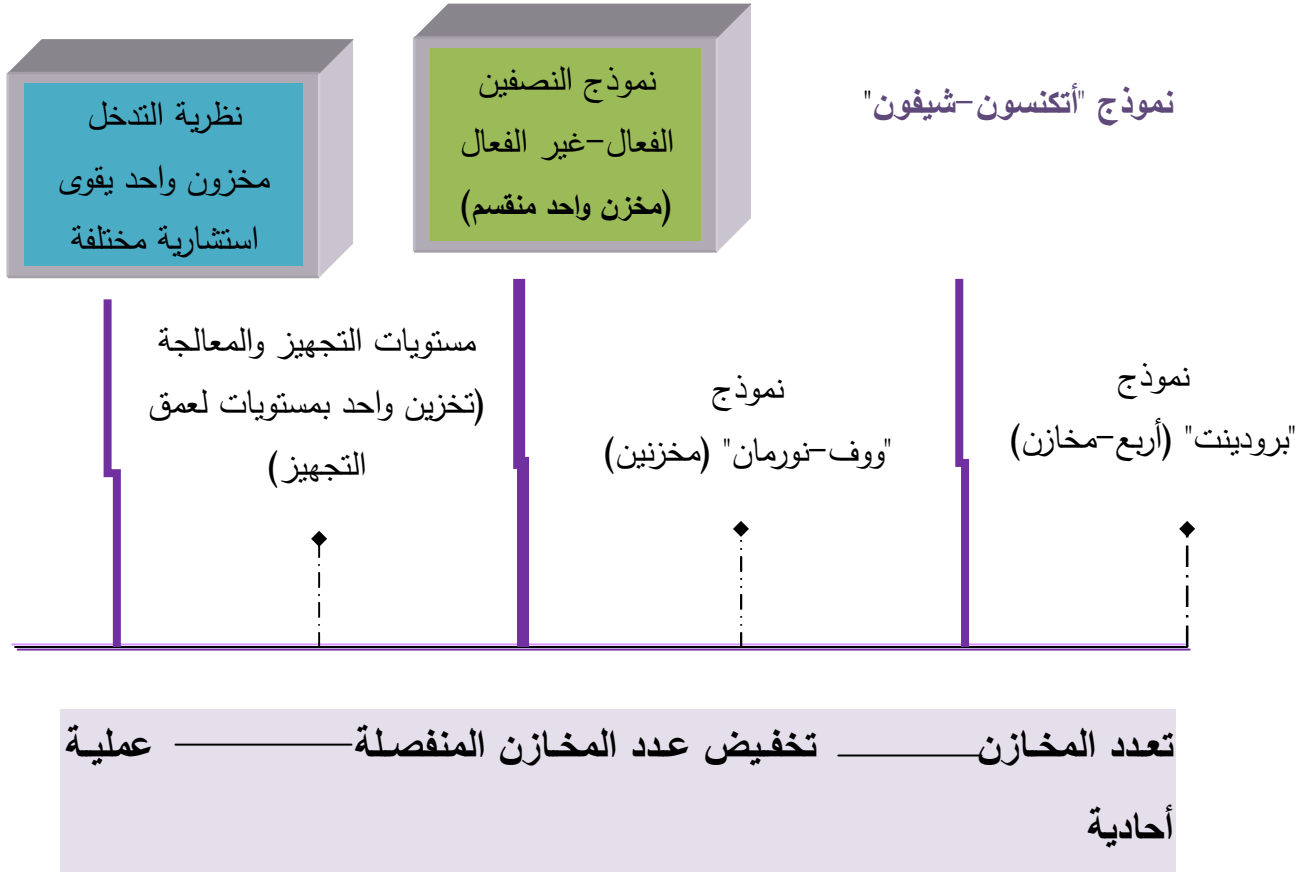 نموذج "أتكنسون-شيفون"
نموذج النصفين
الفعال-غير الفعال
(مخزن واحد منقسم)
نظرية التدخل
مخزون واحد يقوى
استشارية مختلفة
نموذج
"برودينت" (أربع-مخازن)
نموذج
"ووف-نورمان" (مخزنين)
مستويات التجهيز والمعالجة
(تخزين واحد بمستويات لعمق
التجهيز)
تعدد المخازن تخفيض عدد المخازن المنفصلة عملية
أحادية